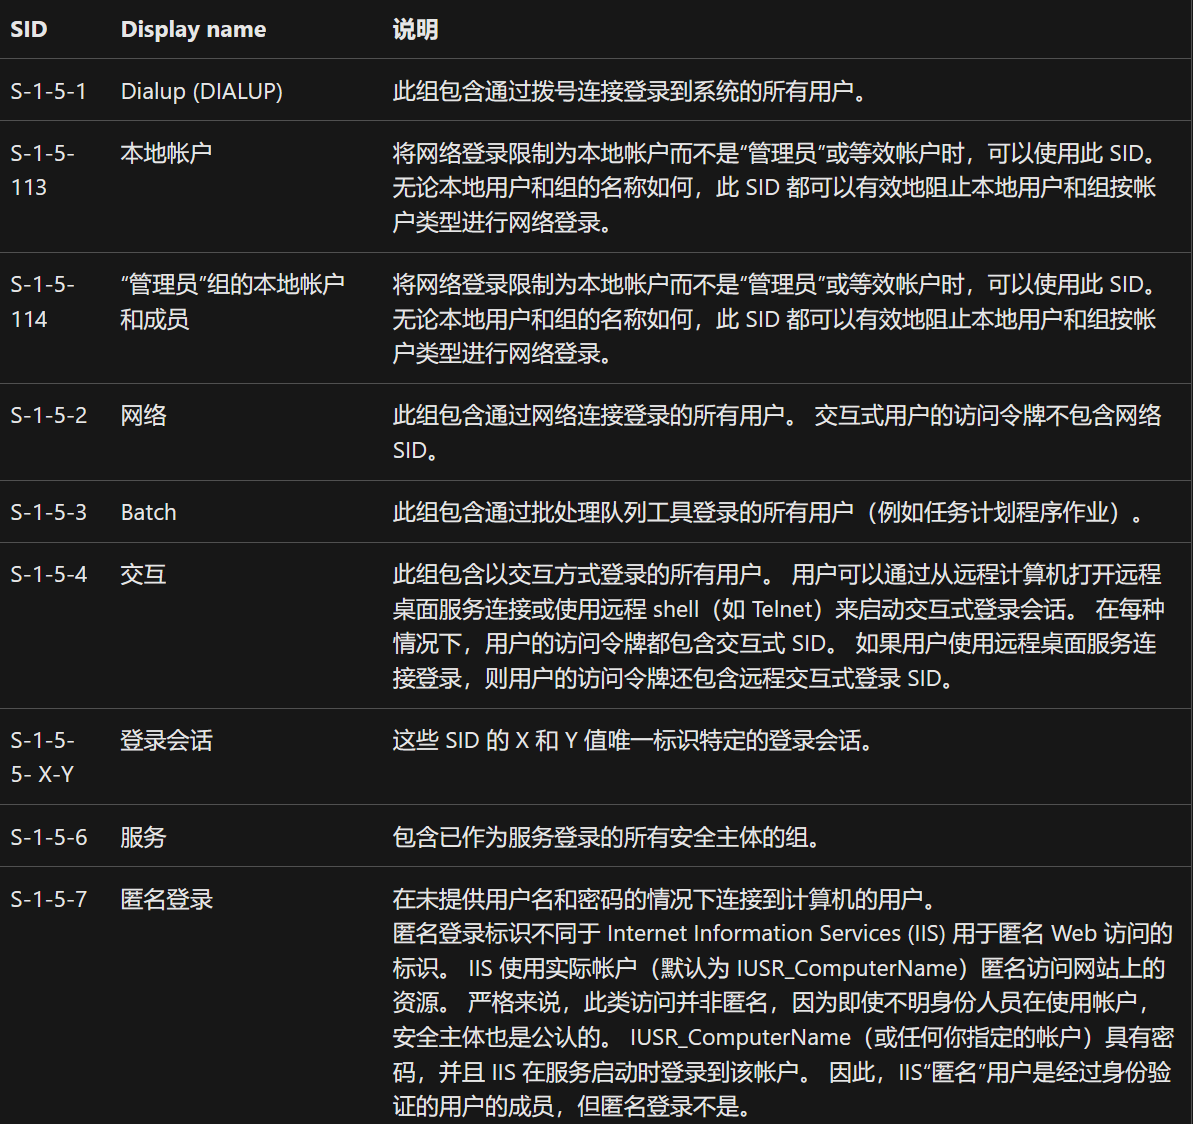 SID Display name 说明
S-1-5-1 Dialup (DIALUP) 此组包含通过拨号连接登录到系统的所有用户。
S-1-5- 本地帐户 将网络登录限制为本地帐户而不是“管理员”或等效帐户时，可以使用此 SID。
113 无论本地用户和组的名称如何，此 SID 都可以有效地阻止本地用户和组按帐
户类型进行网络登录。
S-1-5- “管理员”组的本地帐户 将网络登录限制为本地帐户而不是“管理员”或等效帐户时，可以使用此 SID。
114 和成员 无论本地用户和组的名称如何，此 SID 都可以有效地阻止本地用户和组按帐
户类型进行网络登录。
S-1-5-2 网络 此组包含通过网络连接登录的所有用户。 交互式用户的访问令牌不包含网络
SID。
S-1-5-3 Batch 此组包含通过批处理队列工具登录的所有用户（例如任务计划程序作业）。
S-1-5-4 交互 此组包含以交互方式登录的所有用户。 用户可以通过从远程计算机打开远程
桌面服务连接或使用远程 shell（如 Telnet）来启动交互式登录会话。 在每种
情况下，用户的访问令牌都包含交互式 SID。 如果用户使用远程桌面服务连
接登录，则用户的访问令牌还包含远程交互式登录 SID。
S-1-5- 登录会话 这些 SID 的 X 和 Y 值唯一标识特定的登录会话。
5- X-Y
S-1-5-6 服务 包含已作为服务登录的所有安全主体的组。
S-1-5-7 匿名登录 在未提供用户名和密码的情况下连接到计算机的用户。
匿名登录标识不同于 Internet Information Services (IIS) 用于匿名 Web 访问的
标识。 IIS 使用实际帐户（默认为 IUSR_ComputerName）匿名访问网站上的
资源。 严格来说，此类访问并非匿名，因为即使不明身份人员在使用帐户，
安全主体也是公认的。 IUSR_ComputerName（或任何你指定的帐户）具有密
码，并且 IIS 在服务启动时登录到该帐户。 因此，IIS“匿名”用户是经过身份验
证的用户的成员，但匿名登录不是。